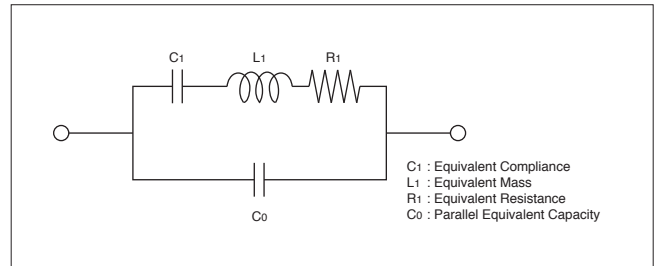 C1 L1 R1
C0
C1 : Equivalent Compliance
L1 : Equivalent Mass
R1 : Equivalent Resistance
C0 : Parallel Equivalent Capacity